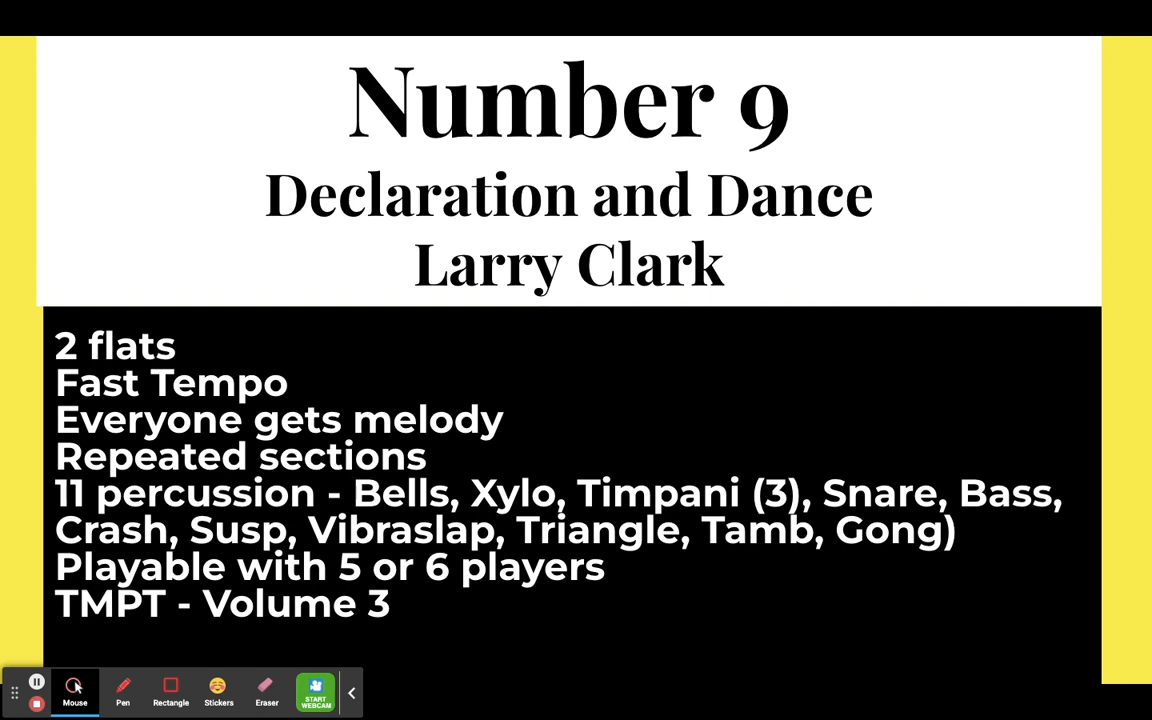 Number 9
Declaration and Dance
Larry Clark
2 flats
Fast Tempo
Everyone gets melody
Repeated sections
11 percussion - Bells, Xylo, Timpani (3), Snare, Bass,
Crash, Susp, Vibraslap, Triangle, Tamb, Gong)
Playable with 5 or 6 players
TMPT - Volume 3
Mouse
Pen
Rectangle
Stickers
Eraser
START
WEBCAM